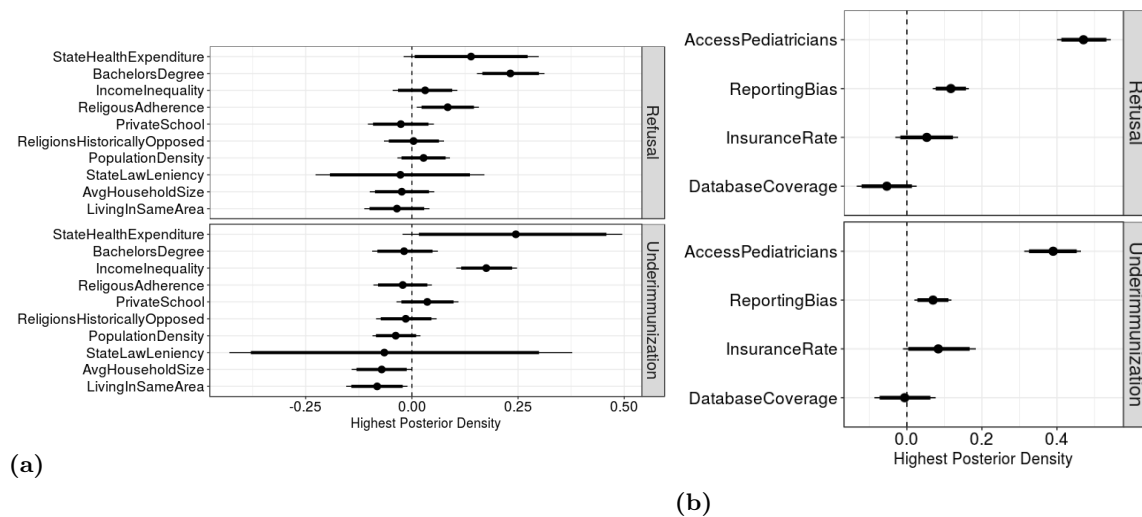 StateHealthExpenditure
BachelorsDegree
IncomeInequality
ReligousAdherence
PrivateSchool
ReligionsHistoricallyOpposed
PopulationDensity
StateLawLeniency
AvgHouseholdSize
LivingInSameArea
Refusal
StateHealthExpenditure
BachelorsDegree
IncomeInequality
ReligousAdherence
PrivateSchool
ReligionsHistoricallyOpposed
PopulationDensity
StateLawLeniency
AvgHouseholdSize
LivingInSameArea
Underimmunization
-0.25 0.00 0.25 0.50
Highest Posterior Density
(a)
AccessPediatricians
ReportingBias
InsuranceRate
DatabaseCoverage
Refusal
AccessPediatricians
ReportingBias
InsuranceRate
DatabaseCoverage
Underimmunization
0.0 0.2 0.4
Highest Posterior Density
(b)